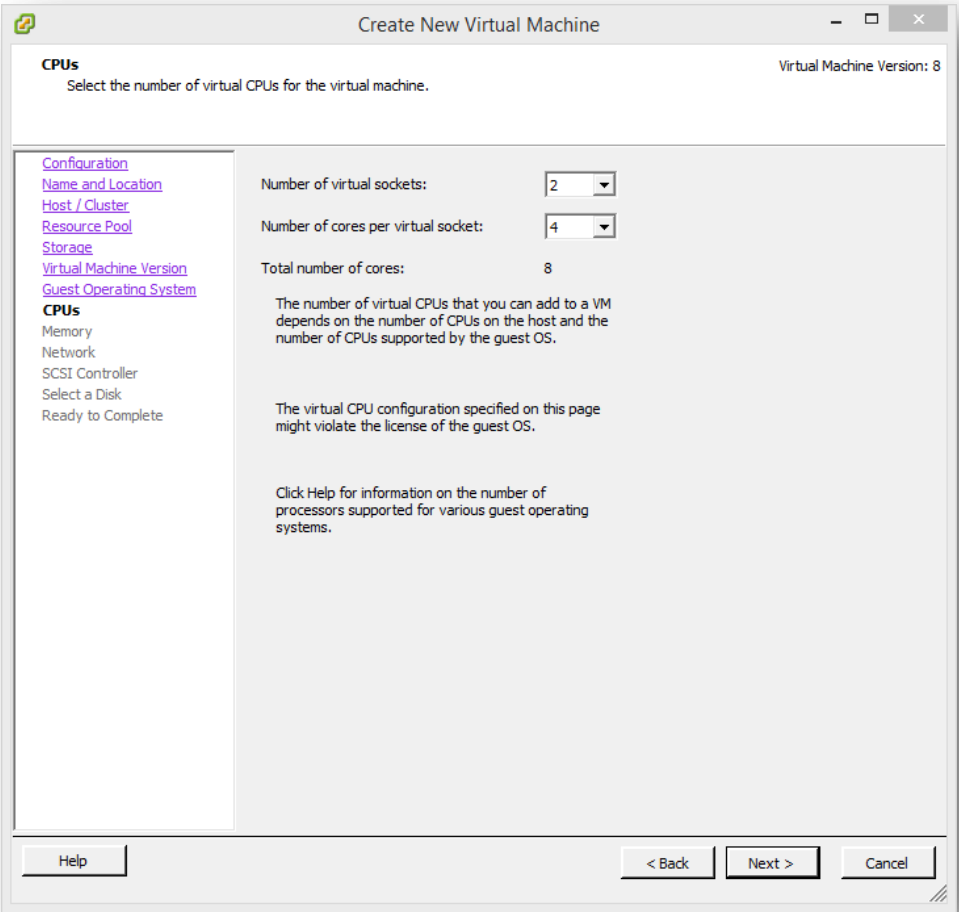 Create New Virtual Machine
CPUs
Virtual Machine Version: 8
Select the number of virtual CPUs for the virtual machine.
Configuration
Name and Location
Host / Cluster
Resource Pool
Storage
Virtual Machine Version
Guest Operating System
CPUs
Memory
Network
SCSI Controller
Select a Disk
Ready to Complete
Number of virtual sockets: 2
Number of cores per virtual socket: 4
Total number of cores: 8
The number of virtual CPUs that you can add to a VM
depends on the number of CPUs on the host and the
number of CPUs supported by the guest OS.
The virtual CPU configuration specified on this page
might violate the license of the guest OS.
Click Help for information on the number of
processors supported for various guest operating
systems.
Help
< Back
Next >
Cancel